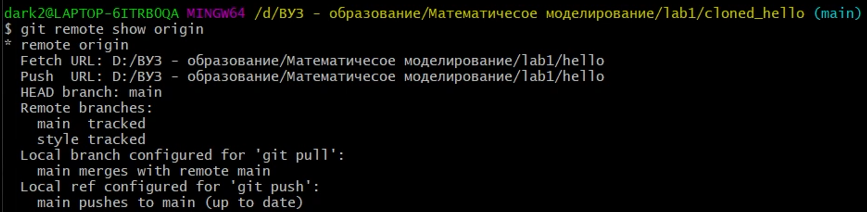 dark2@LAPTOP-6ITRB0QA MINGW64 /d/ВУЗ - образование/Математичесое моделирование/lab1/cloned_hello (main)
$ git remote show origin
* remote origin
  Fetch URL: D:/ВУЗ - образование/Математичесое моделирование/lab1/hello
  Push  URL: D:/ВУЗ - образование/Математичесое моделирование/lab1/hello
  HEAD branch: main
  Remote branches:
    main  tracked
    style tracked
  Local branch configured for 'git pull':
    main merges with remote main
  Local ref configured for 'git push':
    main pushes to main (up to date)